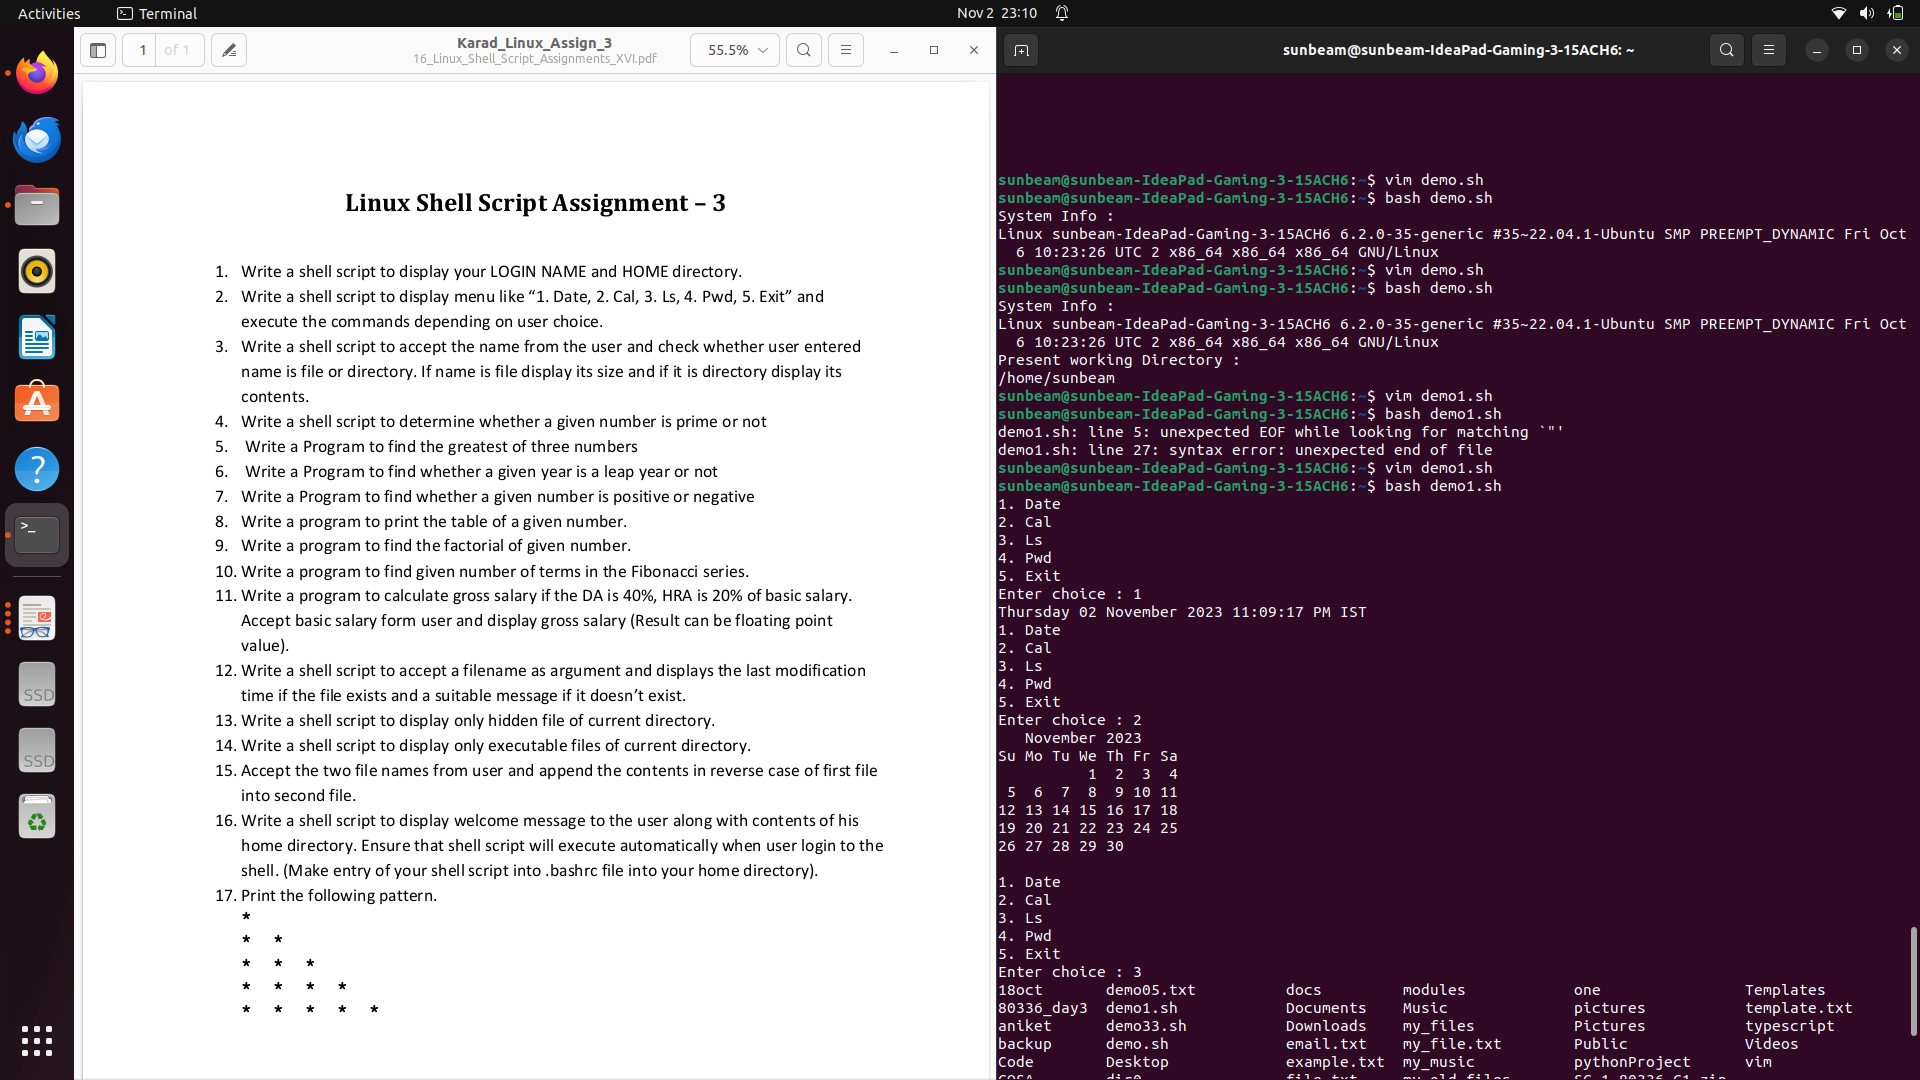 Activities
Terminal
Nov 2 23:10
1
of 1
Karad_Linux_Assign_3
16_Linux_Shell_Script_Assignments_XVI.pdf
55.5%
sunbeam@sunbeam-IdeaPad-Gaming-3-15ACH6: ~
>_
SSD
SSD
Linux Shell Script Assignment – 3
1. Write a shell script to display your LOGIN NAME and HOME directory.
2. Write a shell script to display menu like “1. Date, 2. Cal, 3. Ls, 4. Pwd, 5. Exit” and
execute the commands depending on user choice.
3. Write a shell script to accept the name from the user and check whether user entered
name is file or directory. If name is file display its size and if it is directory display its
contents.
4. Write a shell script to determine whether a given number is prime or not
5. Write a Program to find the greatest of three numbers
6. Write a Program to find whether a given year is a leap year or not
7. Write a Program to find whether a given number is positive or negative
8. Write a program to print the table of a given number.
9. Write a program to find the factorial of given number.
10. Write a program to find given number of terms in the Fibonacci series.
11. Write a program to calculate gross salary if the DA is 40%, HRA is 20% of basic salary.
Accept basic salary form user and display gross salary (Result can be floating point
value).
12. Write a shell script to accept a filename as argument and displays the last modification
time if the file exists and a suitable message if it doesn’t exist.
13. Write a shell script to display only hidden file of current directory.
14. Write a shell script to display only executable files of current directory.
15. Accept the two file names from user and append the contents in reverse case of first file
into second file.
16. Write a shell script to display welcome message to the user along with contents of his
home directory. Ensure that shell script will execute automatically when user login to the
shell. (Make entry of your shell script into .bashrc file into your home directory).
17. Print the following pattern.
*
* *
* * *
* * * *
* * * * *
sunbeam@sunbeam-IdeaPad-Gaming-3-15ACH6:~$ vim demo.sh
sunbeam@sunbeam-IdeaPad-Gaming-3-15ACH6:~$ bash demo.sh
System Info :
Linux sunbeam-IdeaPad-Gaming-3-15ACH6 6.2.0-35-generic #35~22.04.1-Ubuntu SMP PREEMPT_DYNAMIC Fri Oct
6 10:23:26 UTC 2 x86_64 x86_64 x86_64 GNU/Linux
sunbeam@sunbeam-IdeaPad-Gaming-3-15ACH6:~$ vim demo.sh
sunbeam@sunbeam-IdeaPad-Gaming-3-15ACH6:~$ bash demo.sh
System Info :
Linux sunbeam-IdeaPad-Gaming-3-15ACH6 6.2.0-35-generic #35~22.04.1-Ubuntu SMP PREEMPT_DYNAMIC Fri Oct
6 10:23:26 UTC 2 x86_64 x86_64 x86_64 GNU/Linux
Present working Directory :
/home/sunbeam
sunbeam@sunbeam-IdeaPad-Gaming-3-15ACH6:~$ vim demo1.sh
sunbeam@sunbeam-IdeaPad-Gaming-3-15ACH6:~$ bash demo1.sh
demo1.sh: line 5: unexpected EOF while looking for matching `"'
demo1.sh: line 27: syntax error: unexpected end of file
sunbeam@sunbeam-IdeaPad-Gaming-3-15ACH6:~$ vim demo1.sh
sunbeam@sunbeam-IdeaPad-Gaming-3-15ACH6:~$ bash demo1.sh
1. Date
2. Cal
3. Ls
4. Pwd
5. Exit
Enter choice : 1
Thursday 02 November 2023 11:09:17 PM IST
1. Date
2. Cal
3. Ls
4. Pwd
5. Exit
Enter choice : 2
November 2023
Su Mo Tu We Th Fr Sa
1 2 3 4
5 6 7 8 9 10 11
12 13 14 15 16 17 18
19 20 21 22 23 24 25
26 27 28 29 30
1. Date
2. Cal
3. Ls
4. Pwd
5. Exit
Enter choice : 3
18oct demo05.txt docs modules one Templates
80336_day3 demo1.sh Documents Music pictures template.txt
aniket demo33.sh Downloads my_files Pictures typescript
backup demo.sh email.txt my_file.txt Public Videos
Code Desktop example.txt my_music pythonProject vim